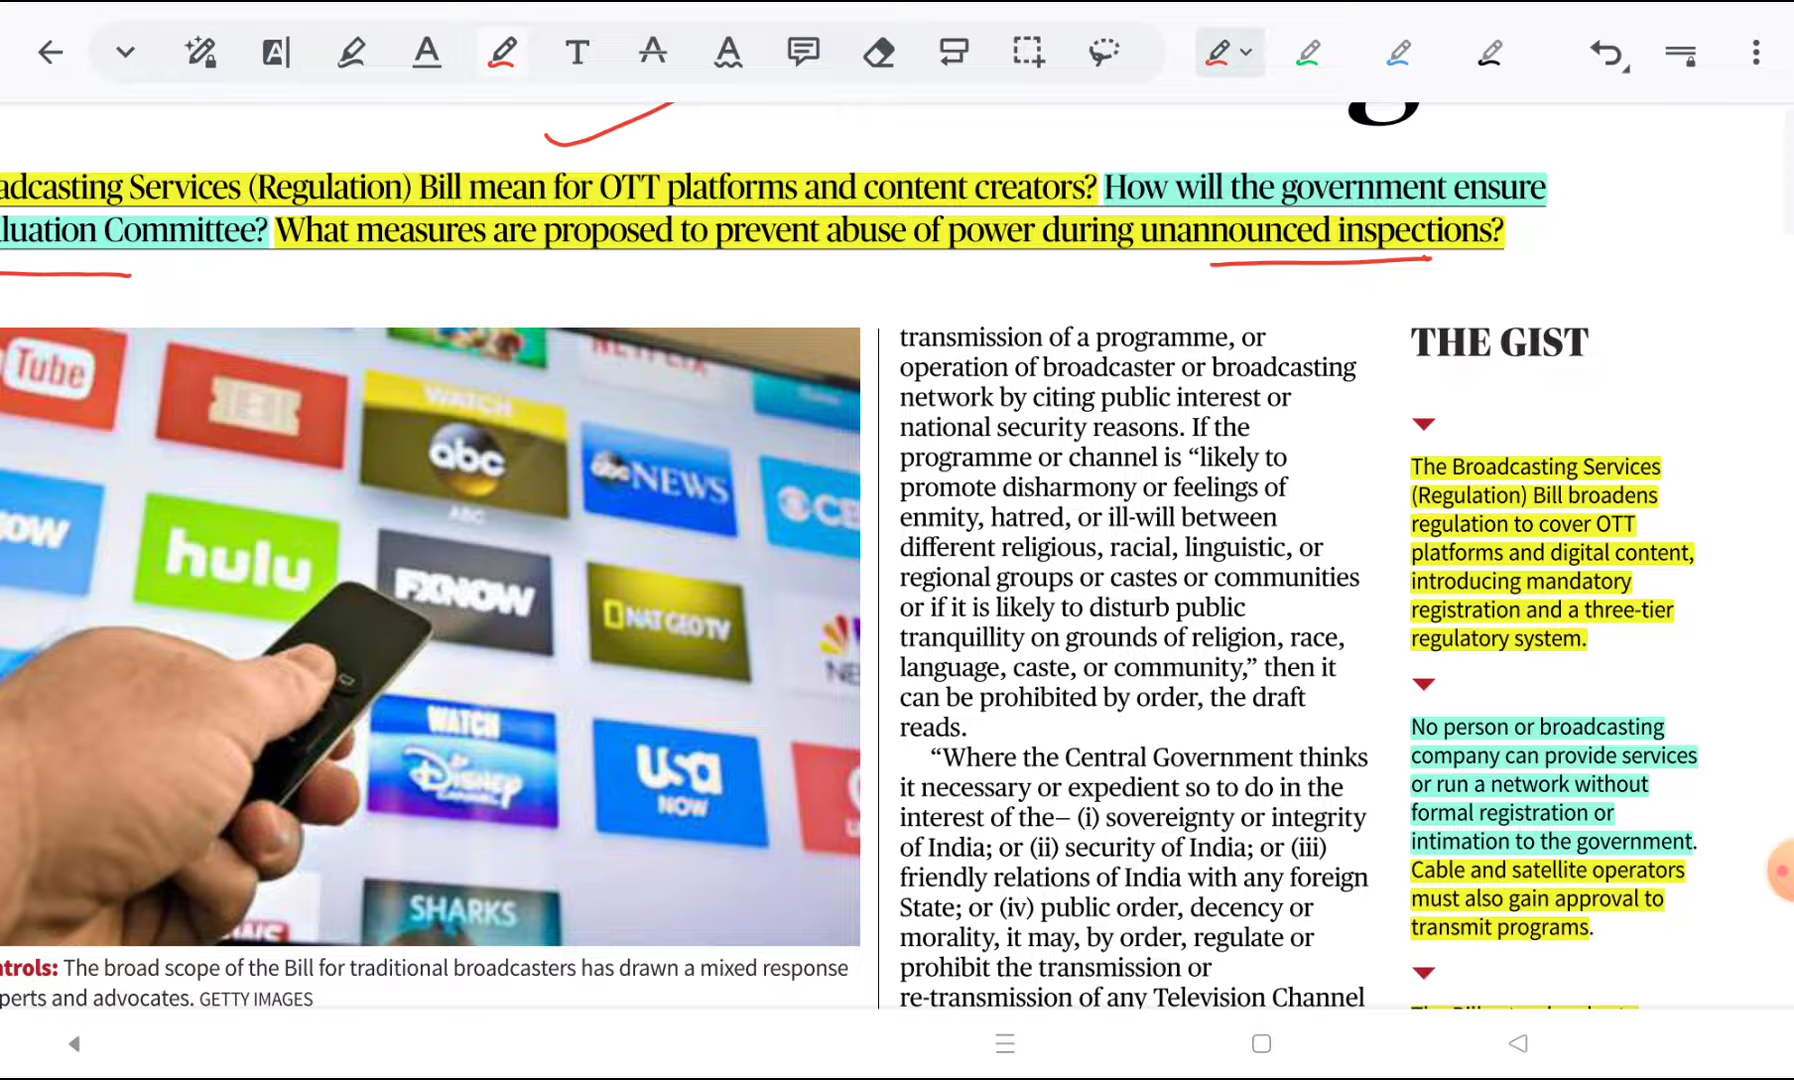 adcasting Services (Regulation) Bill mean for OTT platforms and content creators? How will the government ensure
luation Committee? What measures are proposed to prevent abuse of power during unannounced inspections?
Tube
WATCH
abc
ABC
abc NEWS
hulu
FXNOW
NAT GEO TV
WATCH
Disney
CHANNEL
USA
NOW
SHARKS
trols: The broad scope of the Bill for traditional broadcasters has drawn a mixed response
perts and advocates. GETTY IMAGES
transmission of a programme, or
operation of broadcaster or broadcasting
network by citing public interest or
national security reasons. If the
programme or channel is “likely to
promote disharmony or feelings of
enmity, hatred, or ill-will between
different religious, racial, linguistic, or
regional groups or castes or communities
or if it is likely to disturb public
tranquillity on grounds of religion, race,
language, caste, or community,” then it
can be prohibited by order, the draft
reads.
“Where the Central Government thinks
it necessary or expedient so to do in the
interest of the— (i) sovereignty or integrity
of India; or (ii) security of India; or (iii)
friendly relations of India with any foreign
State; or (iv) public order, decency or
morality, it may, by order, regulate or
prohibit the transmission or
re-transmission of any Television Channel
THE GIST
The Broadcasting Services
(Regulation) Bill broadens
regulation to cover OTT
platforms and digital content,
introducing mandatory
registration and a three-tier
regulatory system.
No person or broadcasting
company can provide services
or run a network without
formal registration or
intimation to the government.
Cable and satellite operators
must also gain approval to
transmit programs.